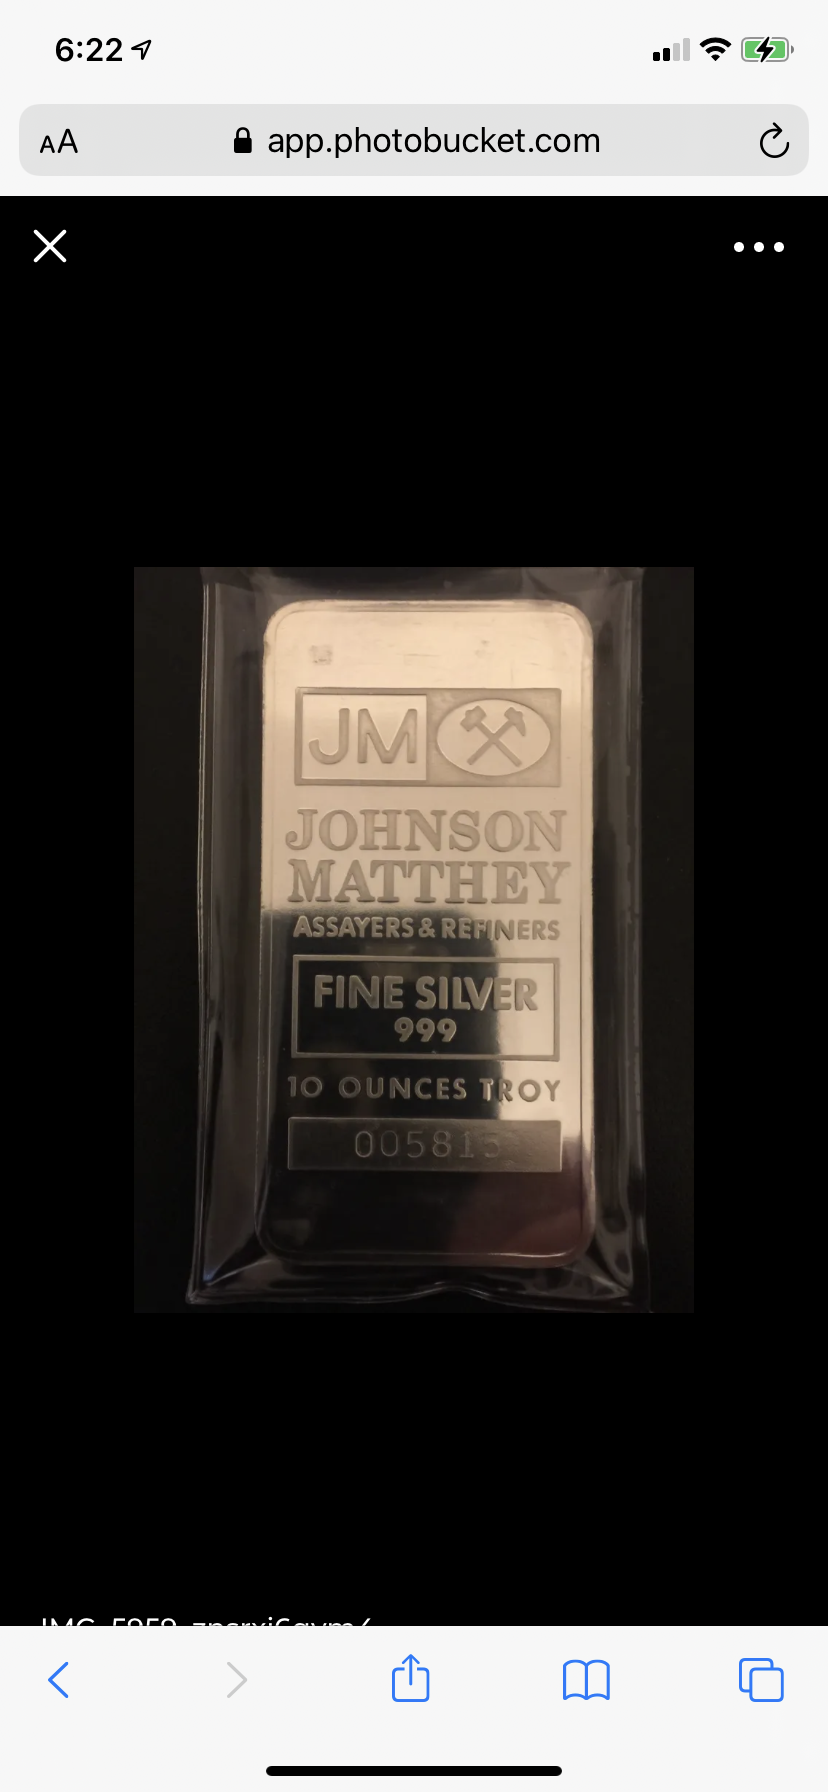 6:22
AA
app.photobucket.com
JM
JOHNSON
MATTHEY
ASSAYERS & REFINERS
FINE SILVER
999
10 OUNCES TROY
005815